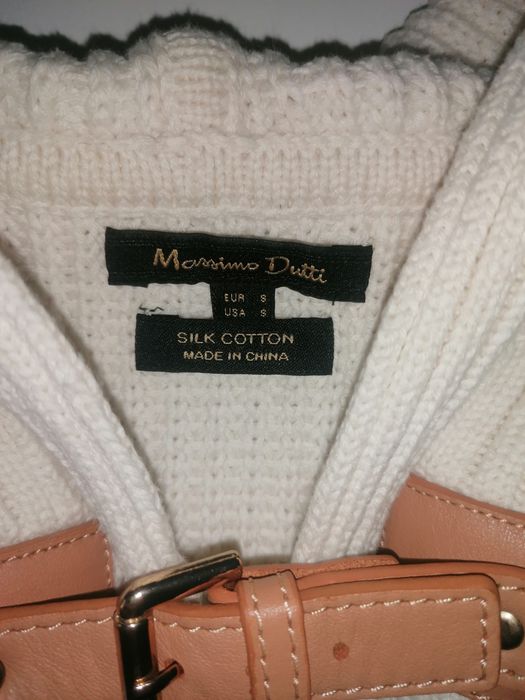 Massimo Dutti
EUR S
USA S
SILK COTTON
MADE IN CHINA